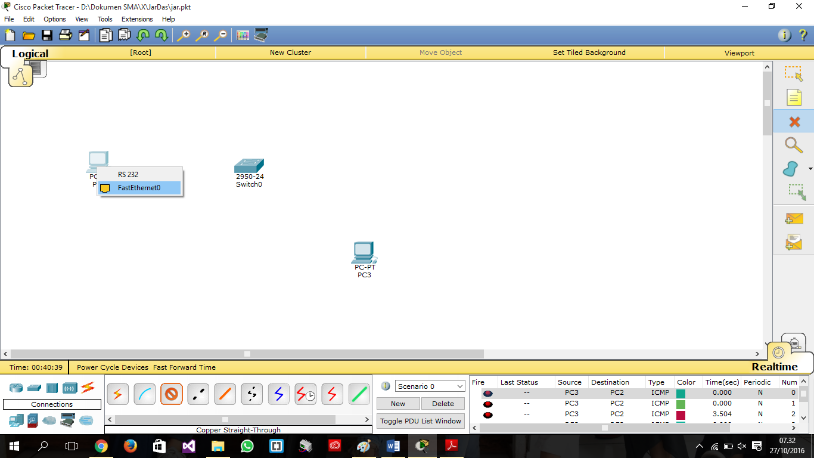 Cisco Packet Tracer - D:\Dokumen SMA\X\JarDas\jar.pkt
File Edit Options View Tools Extensions Help
Logical [Root] New Cluster Move Object Set Tiled Background Viewport
RS 232
FastEthernet0
2950-24
Switch0
PC-PT
PC3
Time: 00:40:39 Power Cycle Devices Fast Forward Time Realtime
Scenario 0
Fire Last Status Source Destination Type Color Time(sec) Periodic Num
-- PC3 PC2 ICMP 0.000 N 0
-- PC3 PC2 ICMP 0.000 N 1
-- PC3 PC2 ICMP 3.504 N 2
Connections
New Delete
Toggle PDU List Window
Copper Straight-Through
07.32
27/10/2016